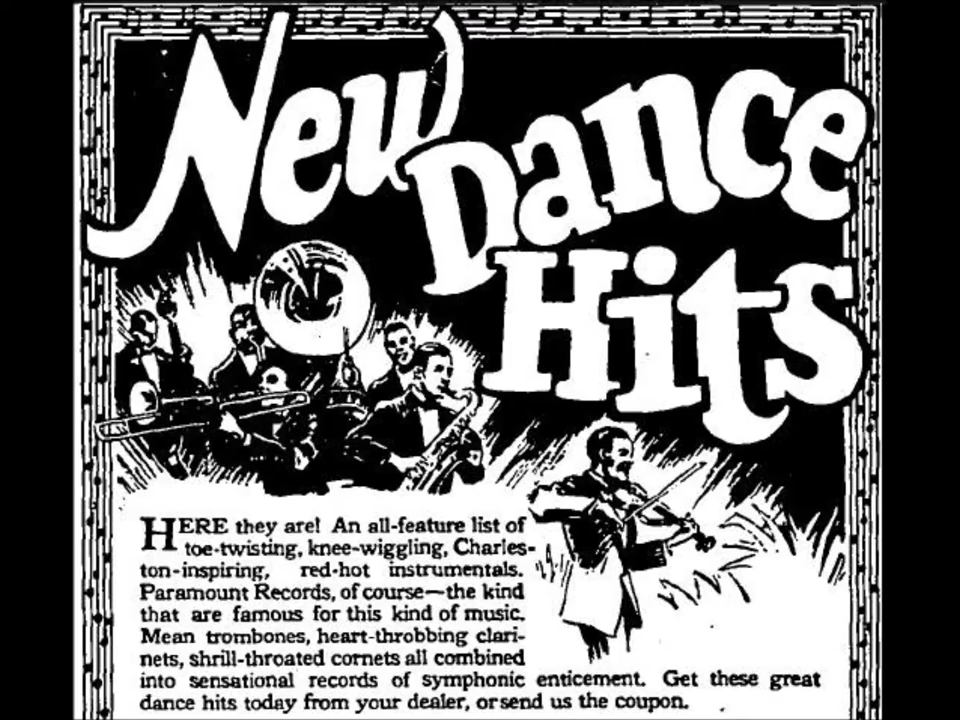 New
Dance
Hits
HERE they are! An all-feature list of
toe-twisting, knee-wiggling, Charles-
ton-inspiring, red-hot instrumentals.
Paramount Records, of course—the kind
that are famous for this kind of music.
Mean trombones, heart-throbbing clari-
nets, shrill-throated cornets all combined
into sensational records of symphonic enticement. Get these great
dance hits today from your dealer, or send us the coupon.